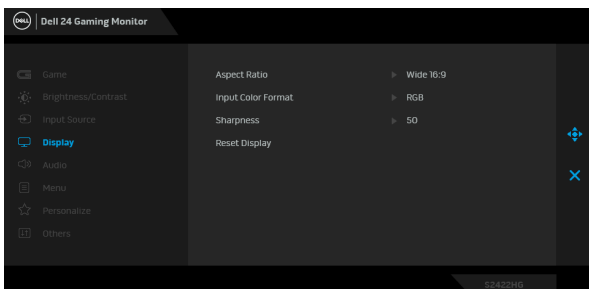 DELL Dell 24 Gaming Monitor
Game
Brightness/Contrast
Input Source
Display
Audio
Menu
Personalize
Others
Aspect Ratio Wide 16:9
Input Color Format RGB
Sharpness 50
Reset Display
S2422HG